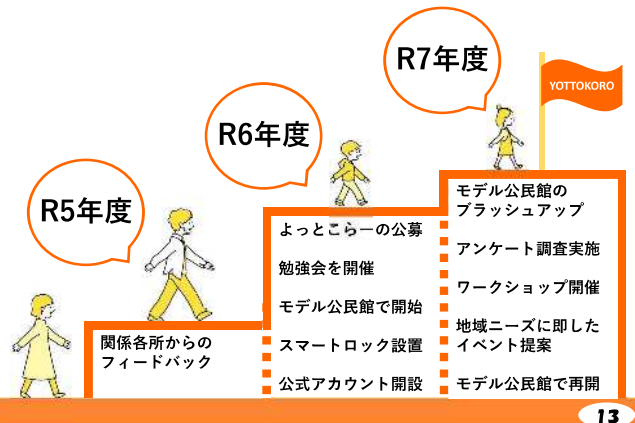 R7年度
YOTTOKORO
R6年度
R5年度
関係各所からの
フィードバック
よっとこらーの公募
勉強会を開催
モデル公民館で開始
スマートロック設置
公式アカウント開設
モデル公民館の
ブラッシュアップ
アンケート調査実施
ワークショップ開催
地域ニーズに即した
イベント提案
モデル公民館で再開
13